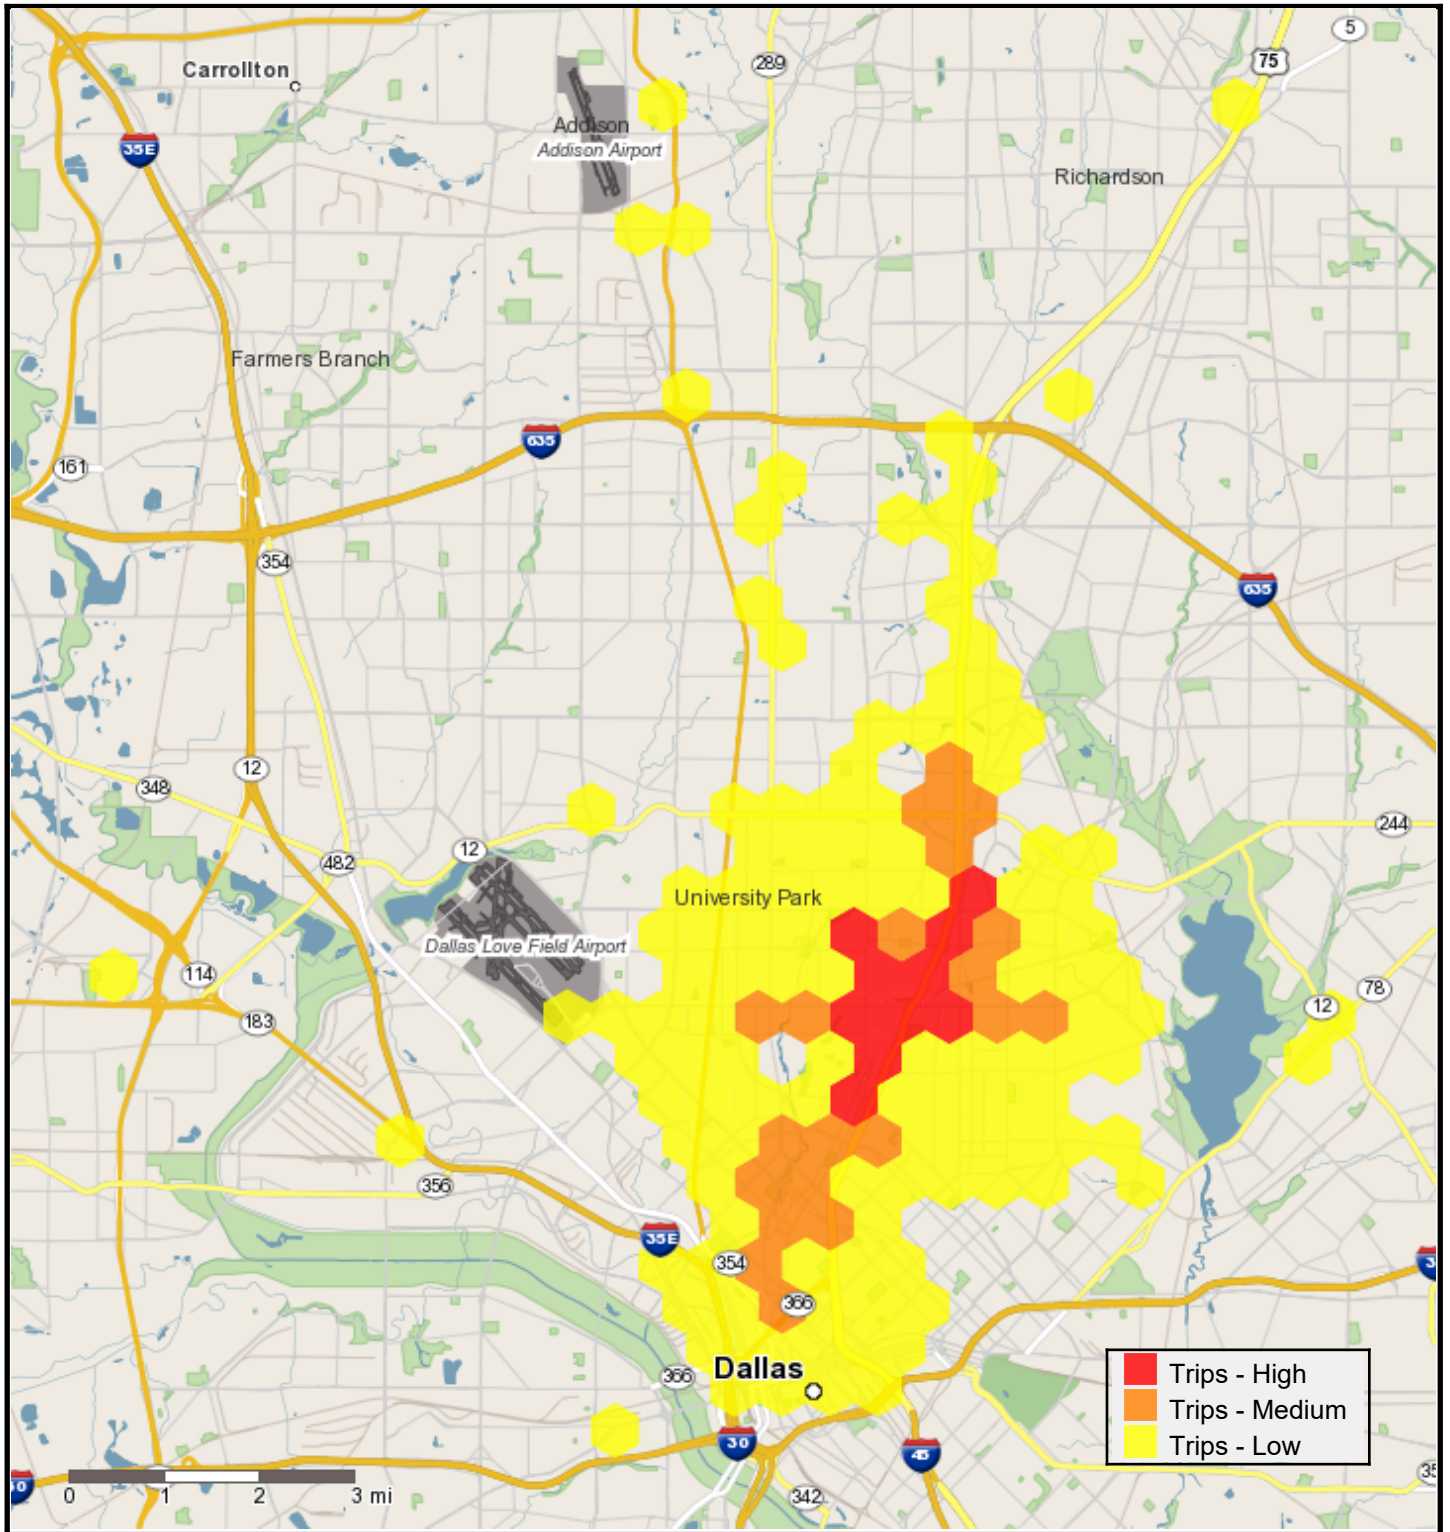 5
75
289
Carrollton
Addison
Addison Airport
35E
Richardson
Farmers Branch
635
161
354
635
12
348
244
12
482
University Park
Dallas Love Field Airport
114
78
12
183
356
35E
354
366
Dallas
366
Trips - High
Trips - Medium
Trips - Low
30
45
0 1 2 3 mi
342